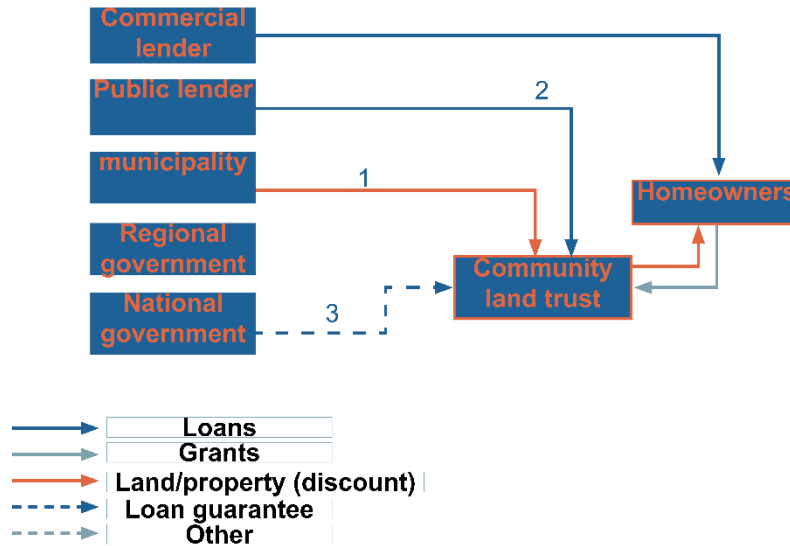 Commercial
lender
Public lender
2
municipality
1
Homeowners
Regional
government
Community
land trust
National
government
3
Loans
Grants
Land/property (discount)
Loan guarantee
Other